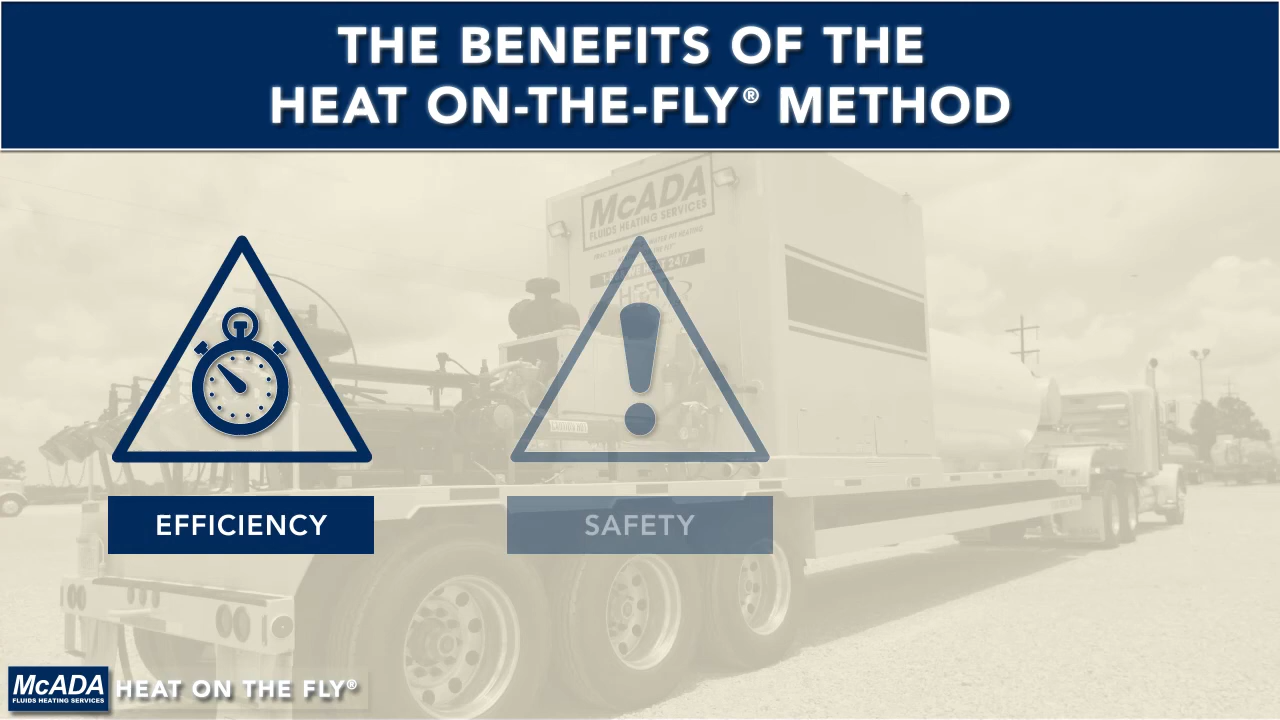 THE BENEFITS OF THE
HEAT ON-THE-FLY® METHOD
McADA
FLUIDS HEATING SERVICES
EFFICIENCY
SAFETY
McADA
FLUIDS HEATING SERVICES
HEAT ON THE FLY®